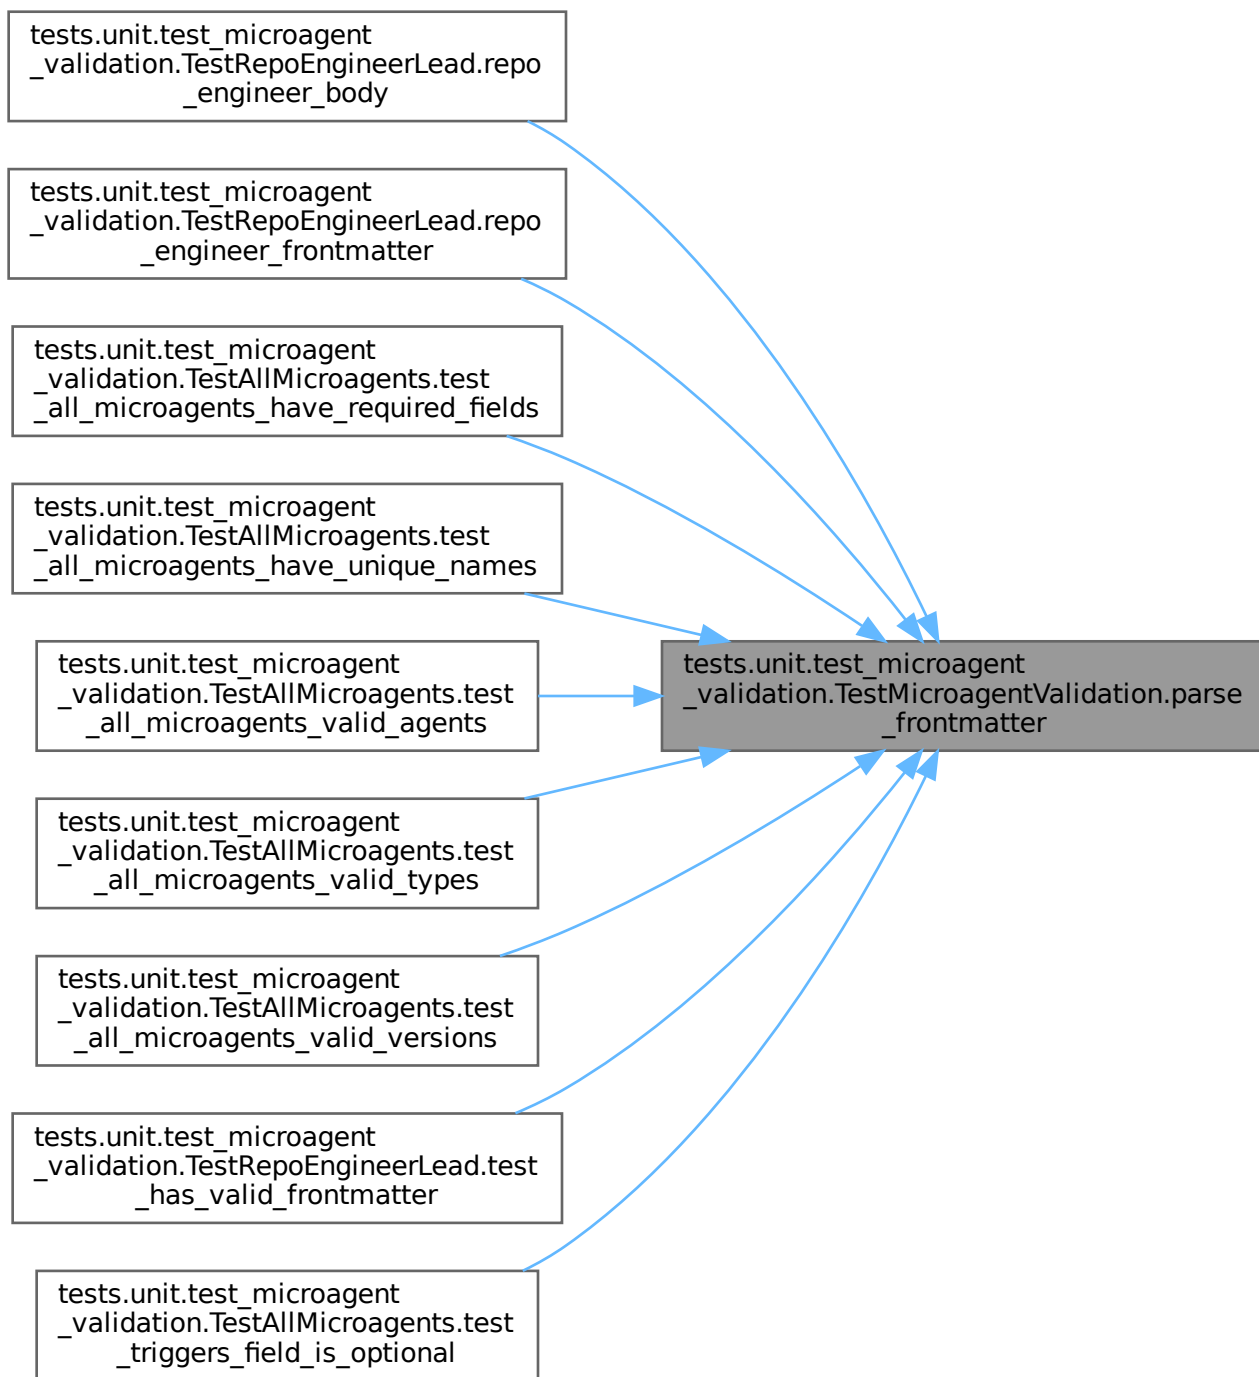 tests.unit.test_microagent
_validation.TestRepoEngineerLead.repo
_engineer_body
tests.unit.test_microagent
_validation.TestRepoEngineerLead.repo
_engineer_frontmatter
tests.unit.test_microagent
_validation.TestAllMicroagents.test
_all_microagents_have_required_fields
tests.unit.test_microagent
_validation.TestAllMicroagents.test
_all_microagents_have_unique_names
tests.unit.test_microagent
_validation.TestAllMicroagents.test
_all_microagents_valid_agents
tests.unit.test_microagent
_validation.TestMicroagentValidation.parse
_frontmatter
tests.unit.test_microagent
_validation.TestAllMicroagents.test
_all_microagents_valid_types
tests.unit.test_microagent
_validation.TestAllMicroagents.test
_all_microagents_valid_versions
tests.unit.test_microagent
_validation.TestRepoEngineerLead.test
_has_valid_frontmatter
tests.unit.test_microagent
_validation.TestAllMicroagents.test
_triggers_field_is_optional